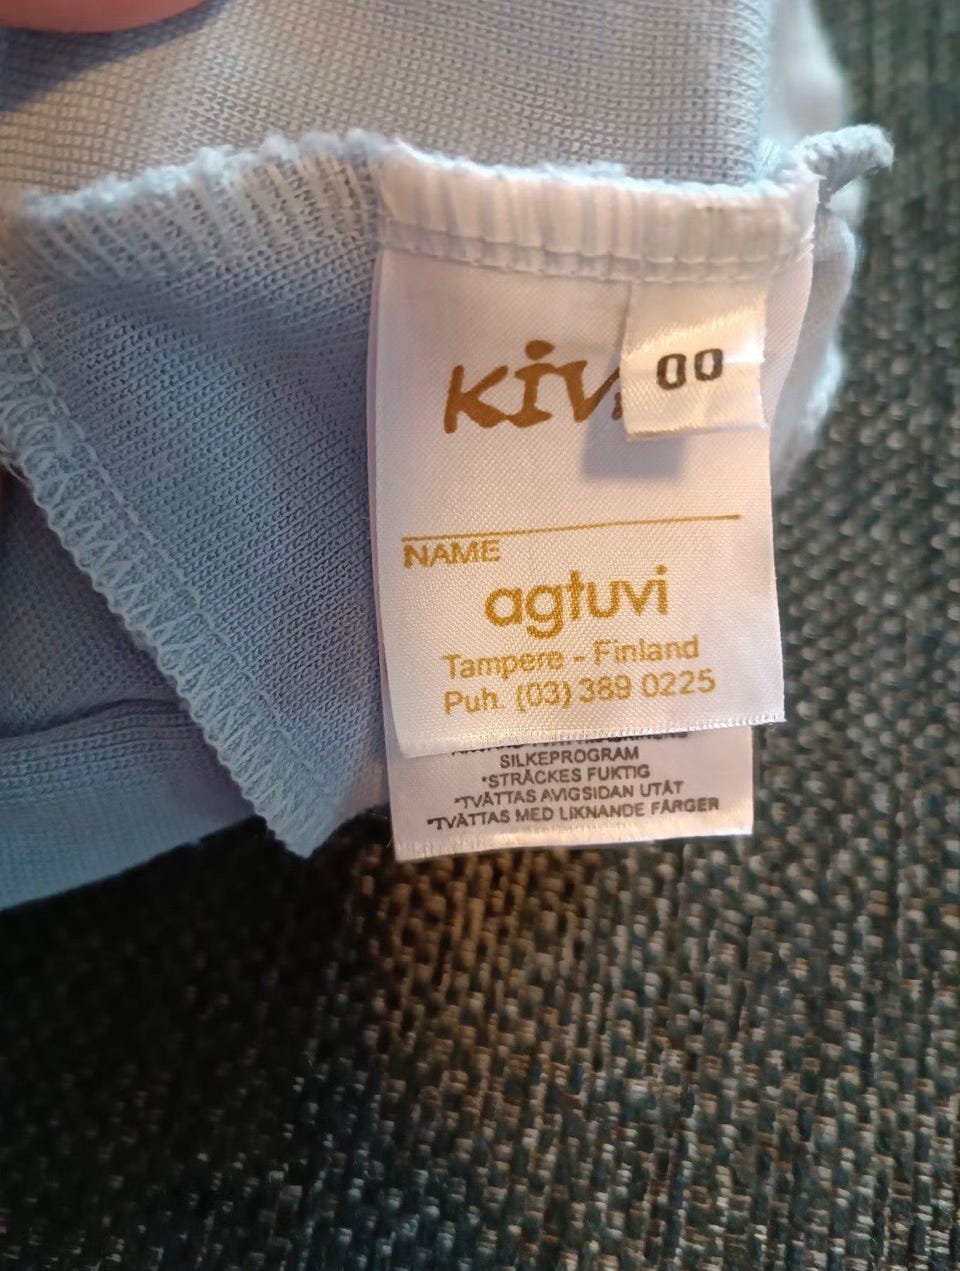 00
NAME
agtuvi
Tampere - Finland
Puh. (03) 389 0225
SILKEPROGRAM
*STRÄCKES FUKTIG
*TVÄTTAS AVIGSIDAN UTÅT
*TVÄTTAS MED LIKNANDE FÄRGER